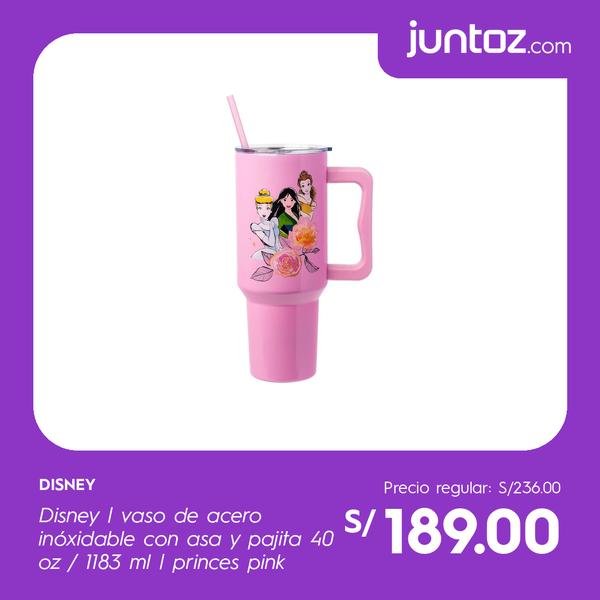 juntoz.com
DISNEY
Disney | vaso de acero
inóxidable con asa y pajita 40
oz / 1183 ml | princes pink
Precio regular: S/236.00
S/189.00